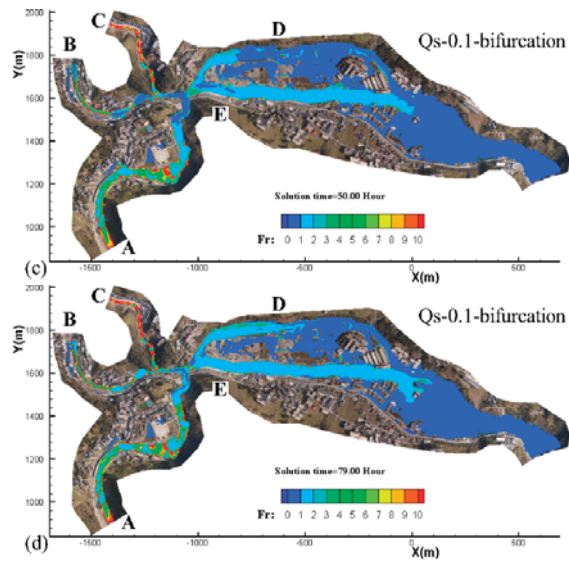 C
D
Qs-0.1-bifurcation
B
E
A
Solution time=50.00 Hour
Fr: 0 1 2 3 4 5 6 7 8 9 10
Y(m)
2000
1800
1600
1400
1200
1000
-1500 -1000 -500 0 500
X(m)
(c)
C
D
Qs-0.1-bifurcation
B
E
A
Solution time=79.00 Hour
Fr: 0 1 2 3 4 5 6 7 8 9 10
Y(m)
2000
1800
1600
1400
1200
1000
-1500 -1000 -500 0 500
X(m)
(d)